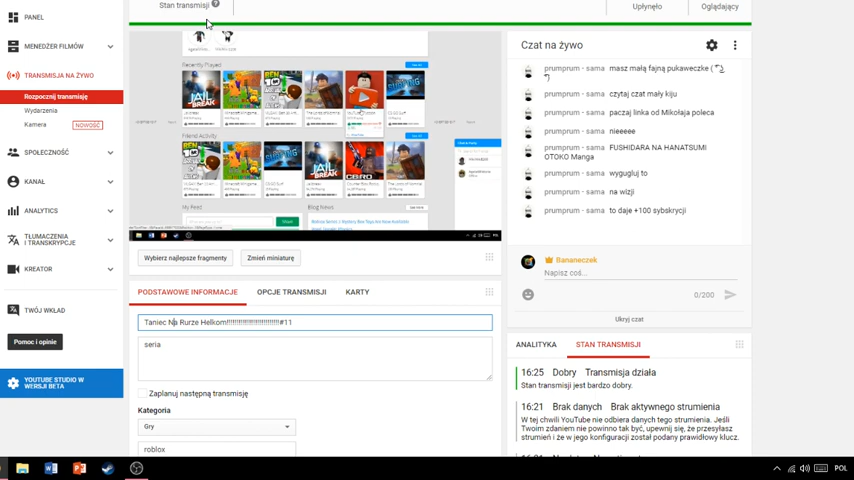 Stan transmisji
Upłynęło
Oglądający
PANEL
MENEDŻER FILMÓW
TRANSMISJA NA ŻYWO
Rozpocznij transmisję
Wydarzenia
Kamera
NOWOŚĆ
SPOŁECZNOŚĆ
KANAŁ
ANALYTICS
TŁUMACZENIA
I TRANSKRYPCJE
KREATOR
TWÓJ WKŁAD
Pomoc i opinie
YOUTUBE STUDIO W
WERSJI BETA
Recently Played
Friend Activity
My Feed
Blog News
Wybierz najlepsze fragmenty
Zmień miniaturę
PODSTAWOWE INFORMACJE
OPCJE TRANSMISJI
KARTY
Taniec Na Rurze Helkom!!!!!!!!!!!!!!!!!!!!!!!!!!!#11
seria
Zaplanuj następną transmisję
Kategoria
Gry
roblox
Czat na żywo
prumprum - sama masz małą fajną pukaweczke
prumprum - sama czytaj czat mały kiju
prumprum - sama paczaj linka od Mikołaja poleca
prumprum - sama nieeeee
prumprum - sama FUSHIDARA NA HANATSUMI
OTOKO Manga
prumprum - sama wygugluj to
prumprum - sama na wizji
prumprum - sama to daje +100 subskrycji
Bananeczek
Napisz coś...
0/200
Ukryj czat
ANALITYKA
STAN TRANSMISJI
16:25 Dobry Transmisja działa
Stan transmisji jest bardzo dobry.
16:21 Brak danych Brak aktywnego strumienia
W tej chwili YouTube nie odbiera danych tego strumienia. Jeśli
Twoim zdaniem nie powinno tak być, upewnij się, że przesyłasz
strumień i że w jego konfiguracji został podany prawidłowy klucz.
POL